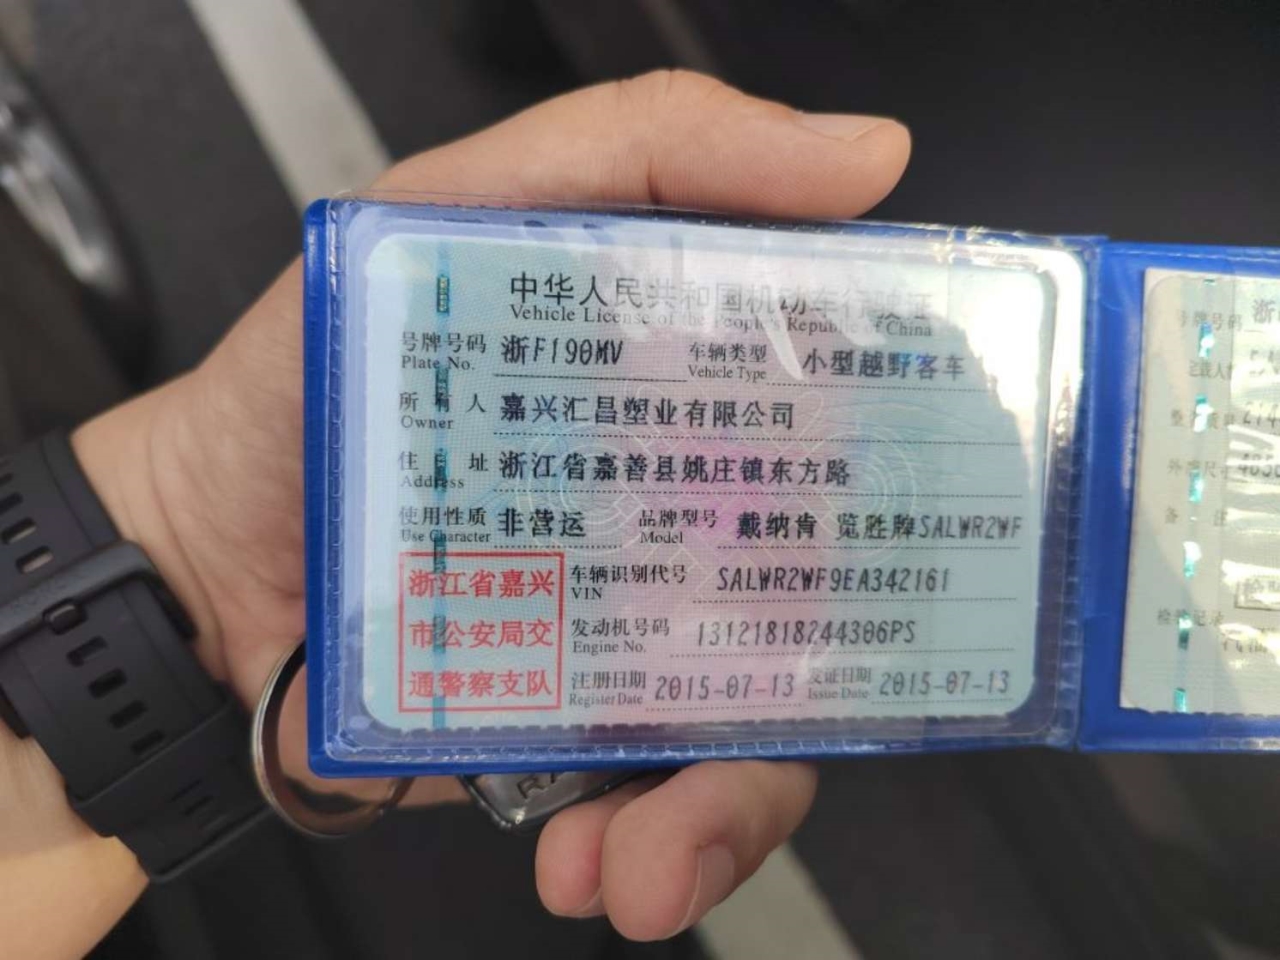 中华人民共和国机动车行驶证
Vehicle License of the People's Republic of China
号牌号码 浙F190MV 车辆类型 小型越野客车
Plate No. Vehicle Type
所有人 嘉兴汇昌塑业有限公司
Owner
住址 浙江省嘉善县姚庄镇东方路
Address
使用性质 非营运 品牌型号 戴纳肯 览胜牌SALWR2WF
Use Character Model
浙江省嘉兴
市公安局交
通警察支队
车辆识别代号 SALWR2WF9EA342161
VIN
发动机号码 13121818244306PS
Engine No.
注册日期 2015-07-13 发证日期 2015-07-13
Register Date Issue Date
号牌号码 浙